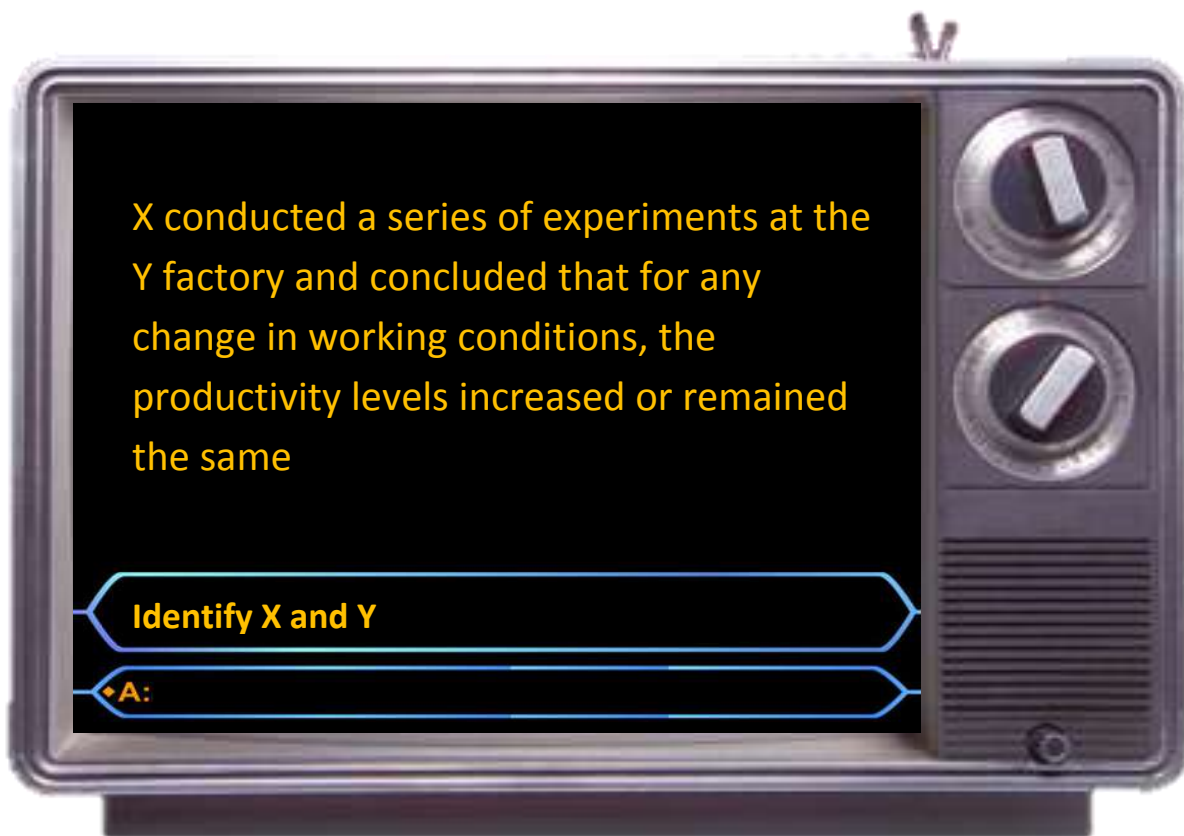 X conducted a series of experiments at the
Y factory and concluded that for any
change in working conditions, the
productivity levels increased or remained
the same
Identify X and Y
A: